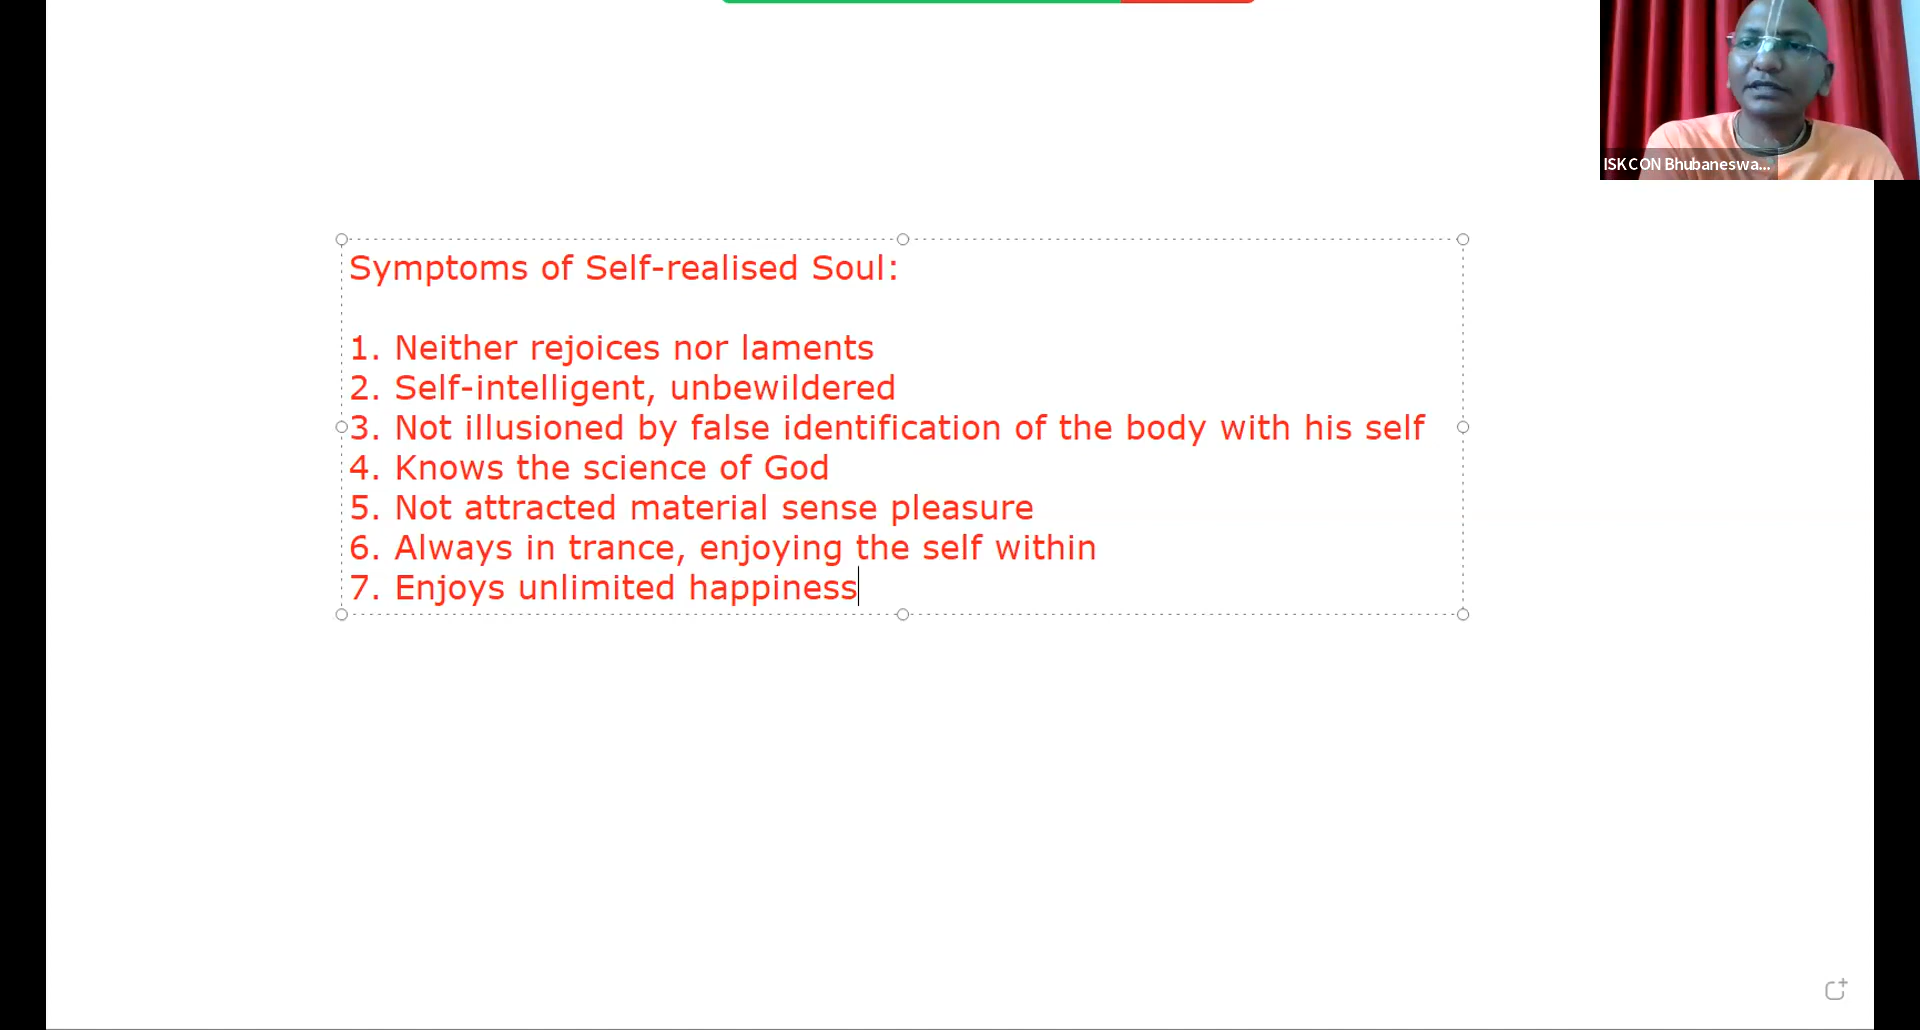 ISKCON Bhubaneswa...
Symptoms of Self-realised Soul:
1. Neither rejoices nor laments
2. Self-intelligent, unbewildered
3. Not illusioned by false identification of the body with his self
4. Knows the science of God
5. Not attracted material sense pleasure
6. Always in trance, enjoying the self within
7. Enjoys unlimited happiness